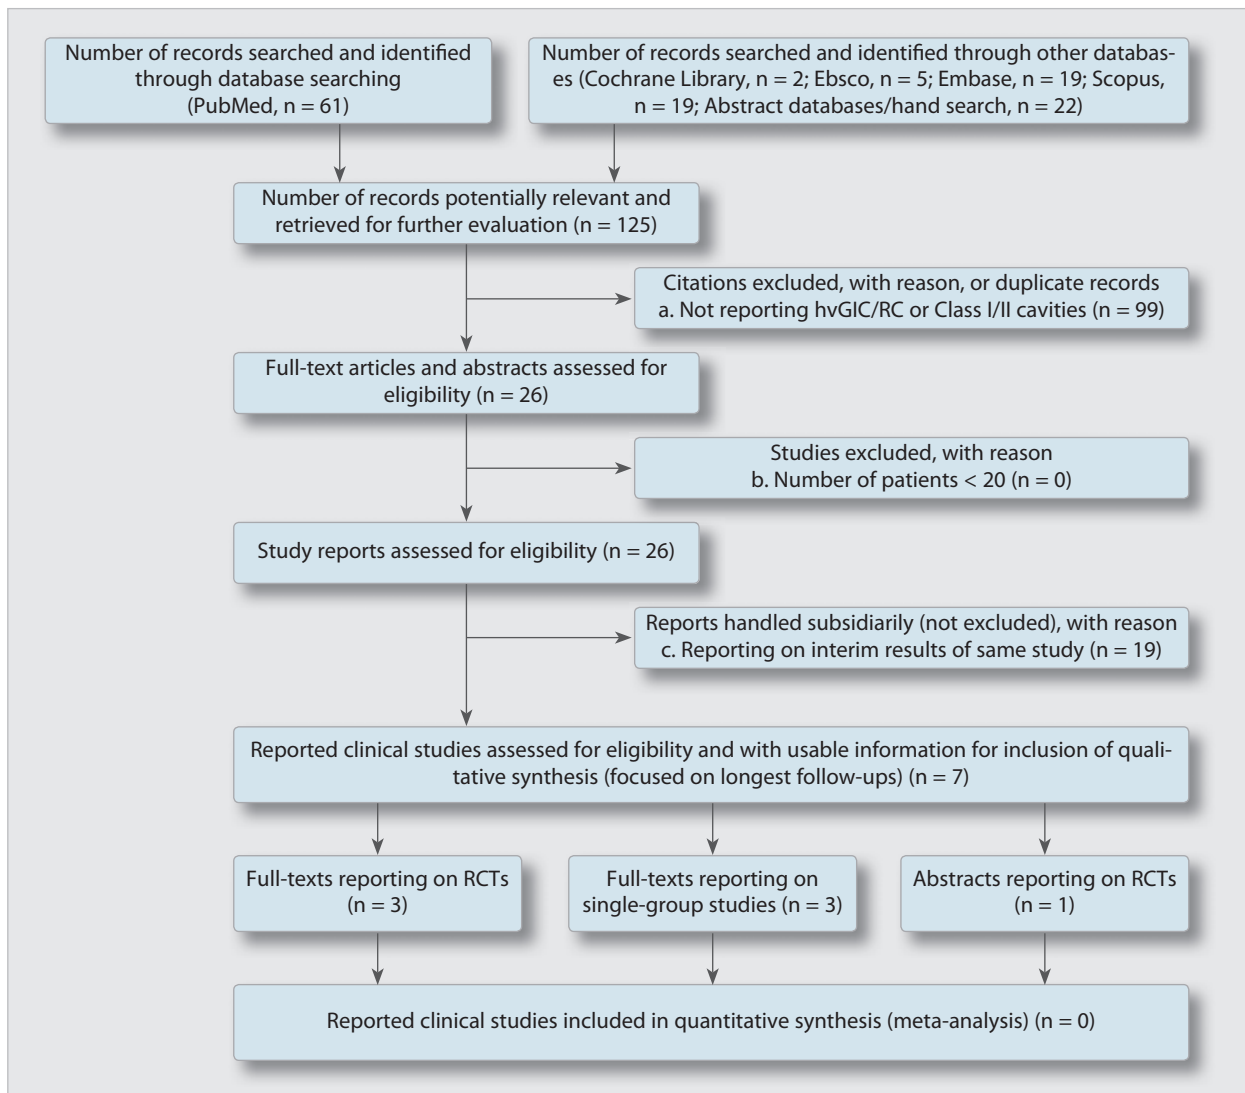 Number of records searched and identified
through database searching
(PubMed, n = 61)
Number of records searched and identified through other databas-
es (Cochrane Library, n = 2; Ebsco, n = 5; Embase, n = 19; Scopus,
n = 19; Abstract databases/hand search, n = 22)
Number of records potentially relevant and
retrieved for further evaluation (n = 125)
Citations excluded, with reason, or duplicate records
a. Not reporting hvGIC/RC or Class I/II cavities (n = 99)
Full-text articles and abstracts assessed for
eligibility (n = 26)
Studies excluded, with reason
b. Number of patients < 20 (n = 0)
Study reports assessed for eligibility (n = 26)
Reports handled subsidiarily (not excluded), with reason
c. Reporting on interim results of same study (n = 19)
Reported clinical studies assessed for eligibility and with usable information for inclusion of quali-
tative synthesis (focused on longest follow-ups) (n = 7)
Full-texts reporting on RCTs
(n = 3)
Full-texts reporting on
single-group studies (n = 3)
Abstracts reporting on RCTs
(n = 1)
Reported clinical studies included in quantitative synthesis (meta-analysis) (n = 0)